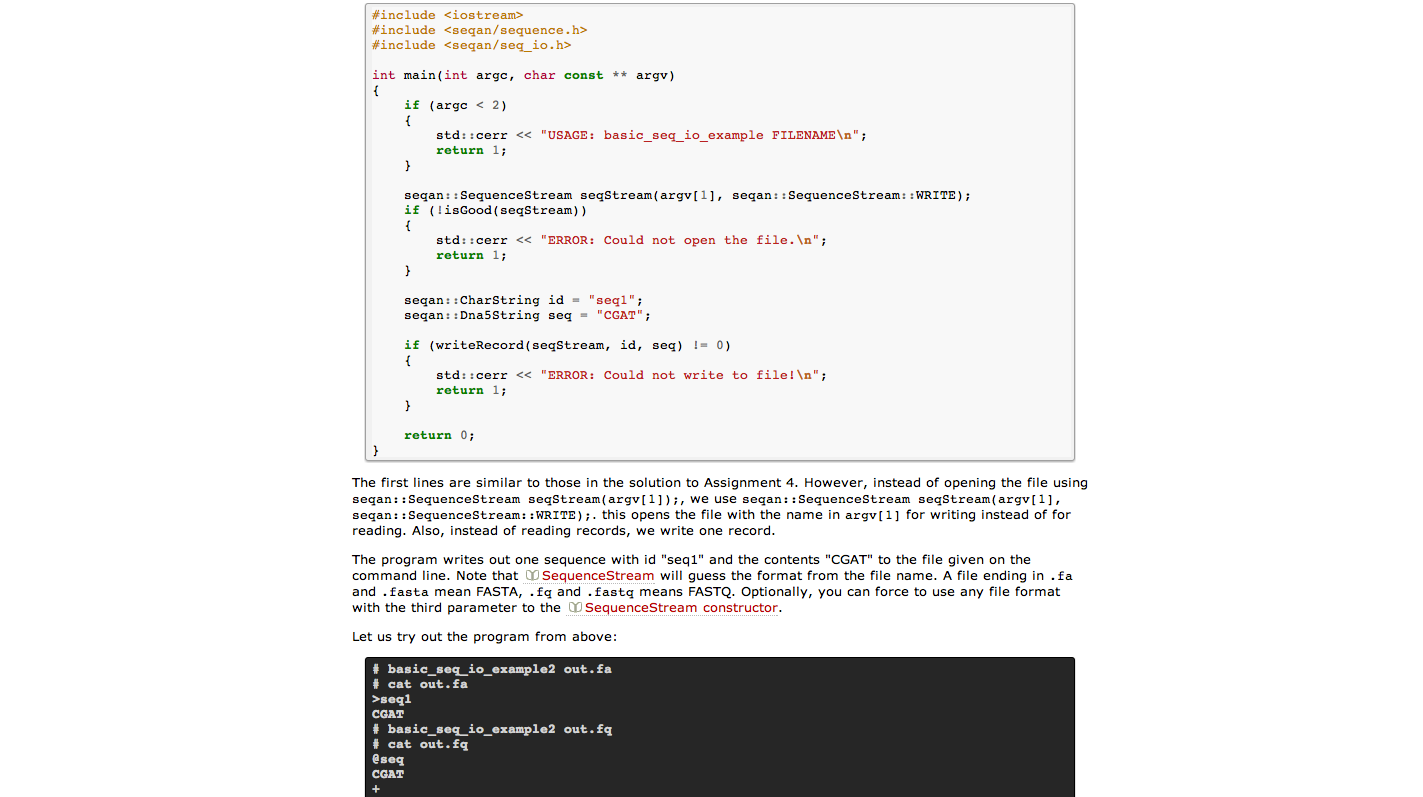 #include <iostream>
#include <seqan/sequence.h>
#include <seqan/seq_io.h>

int main(int argc, char const ** argv)
{
    if (argc < 2)
    {
        std::cerr << "USAGE: basic_seq_io_example FILENAME\n";
        return 1;
    }

    seqan::SequenceStream seqStream(argv[1], seqan::SequenceStream::WRITE);
    if (!isGood(seqStream))
    {
        std::cerr << "ERROR: Could not open the file.\n";
        return 1;
    }

    seqan::CharString id = "seq1";
    seqan::Dna5String seq = "CGAT";

    if (writeRecord(seqStream, id, seq) != 0)
    {
        std::cerr << "ERROR: Could not write to file!\n";
        return 1;
    }

    return 0;
}
The first lines are similar to those in the solution to Assignment 4. However, instead of opening the file using
seqan::SequenceStream seqStream(argv[1]);, we use seqan::SequenceStream seqStream(argv[1],
seqan::SequenceStream::WRITE);. this opens the file with the name in argv[1] for writing instead of for
reading. Also, instead of reading records, we write one record.
The program writes out one sequence with id "seq1" and the contents "CGAT" to the file given on the
command line. Note that SequenceStream will guess the format from the file name. A file ending in .fa
and .fasta mean FASTA, .fq and .fastq means FASTQ. Optionally, you can force to use any file format
with the third parameter to the SequenceStream constructor.
Let us try out the program from above:
# basic_seq_io_example2 out.fa
# cat out.fa
>seq1
CGAT
# basic_seq_io_example2 out.fq
# cat out.fq
@seq
CGAT
+